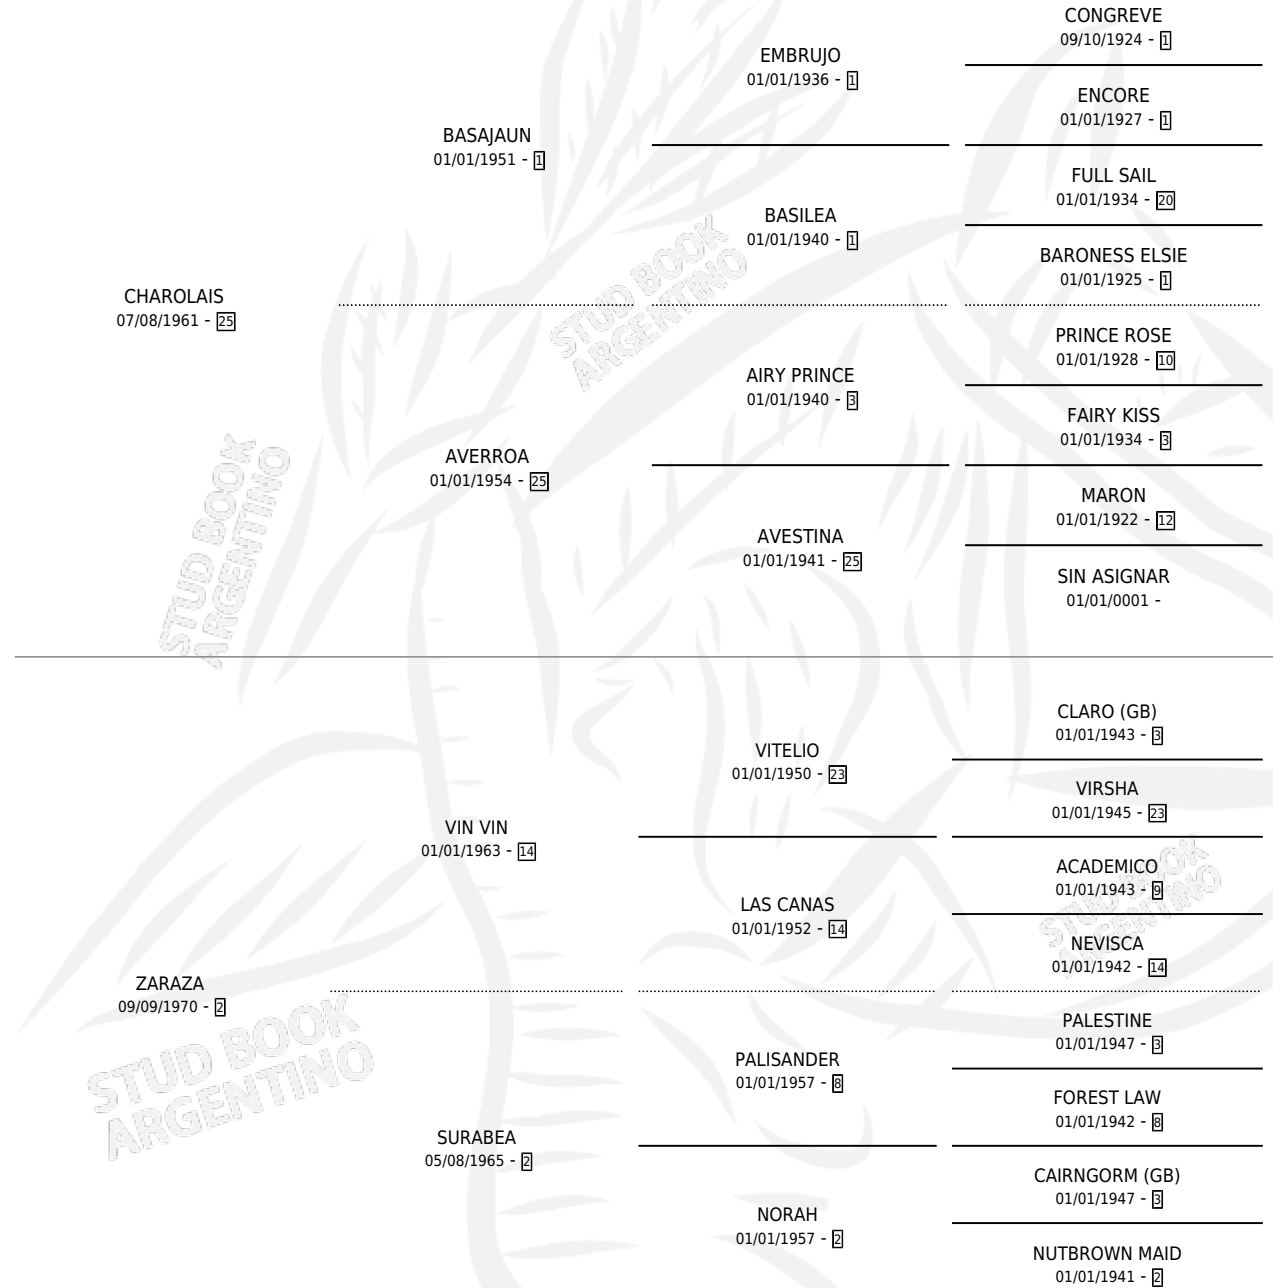 CONGREVE
09/10/1924 - 1
EMBRUJO
01/01/1936 - 1
ENCORE
01/01/1927 - 1
BASAJAUN
01/01/1951 - 1
FULL SAIL
01/01/1934 - 20
BASILEA
01/01/1940 - 1
BARONESS ELSIE
01/01/1925 - 1
CHAROLAIS
07/08/1961 - 25
STUD BOOK
ARGENTINO
PRINCE ROSE
01/01/1928 - 10
AIRY PRINCE
01/01/1940 - 3
FAIRY KISS
01/01/1934 - 3
AVERROA
01/01/1954 - 25
MARON
01/01/1922 - 12
AVESTINA
01/01/1941 - 25
SIN ASIGNAR
01/01/0001 -
STUD BOOK
ARGENTINO
CLARO (GB)
01/01/1943 - 3
VITELIO
01/01/1950 - 23
VIRSHA
01/01/1945 - 23
VIN VIN
01/01/1963 - 14
ACADEMICO
01/01/1943 - 9
LAS CANAS
01/01/1952 - 14
STUD BOOK
ARGENTINO
NEVISCA
01/01/1942 - 14
ZARAZA
09/09/1970 - 2
PALESTINE
01/01/1947 - 3
STUD BOOK
ARGENTINO
PALISANDER
01/01/1957 - 8
FOREST LAW
01/01/1942 - 8
SURABEA
05/08/1965 - 2
CAIRNGORM (GB)
01/01/1947 - 3
NORAH
01/01/1957 - 2
NUTBROWN MAID
01/01/1941 - 2